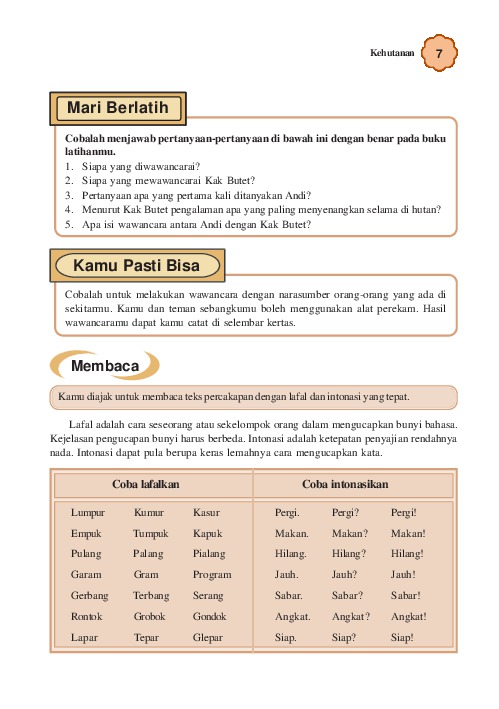 Kehutanan 7
Mari Berlatih
Cobalah menjawab pertanyaan-pertanyaan di bawah ini dengan benar pada buku
latihanmu.
1. Siapa yang diwawancarai?
2. Siapa yang mewawancarai Kak Butet?
3. Pertanyaan apa yang pertama kali ditanyakan Andi?
4. Menurut Kak Butet pengalaman apa yang paling menyenangkan selama di hutan?
5. Apa isi wawancara antara Andi dengan Kak Butet?
Kamu Pasti Bisa
Cobalah untuk melakukan wawancara dengan narasumber orang-orang yang ada di
sekitarmu. Kamu dan teman sebangkumu boleh menggunakan alat perekam. Hasil
wawancaramu dapat kamu catat di selembar kertas.
Membaca
Kamu diajak untuk membaca teks percakapan dengan lafal dan intonasi yang tepat.
Lafal adalah cara seseorang atau sekelompok orang dalam mengucapkan bunyi bahasa.
Kejelasan pengucapan bunyi harus berbeda. Intonasi adalah ketepatan penyajian rendahnya
nada. Intonasi dapat pula berupa keras lemahnya cara mengucapkan kata.
Coba lafalkan Coba intonasikan
Lumpur Kumur Kasur Pergi. Pergi? Pergi!
Empuk Tumpuk Kapuk Makan. Makan? Makan!
Pulang Palang Pialang Hilang. Hilang? Hilang!
Garam Gram Program Jauh. Jauh? Jauh!
Gerbang Terbang Serang Sabar. Sabar? Sabar!
Rontok Grobok Gondok Angkat. Angkat? Angkat!
Lapar Tepar Glepar Siap. Siap? Siap!